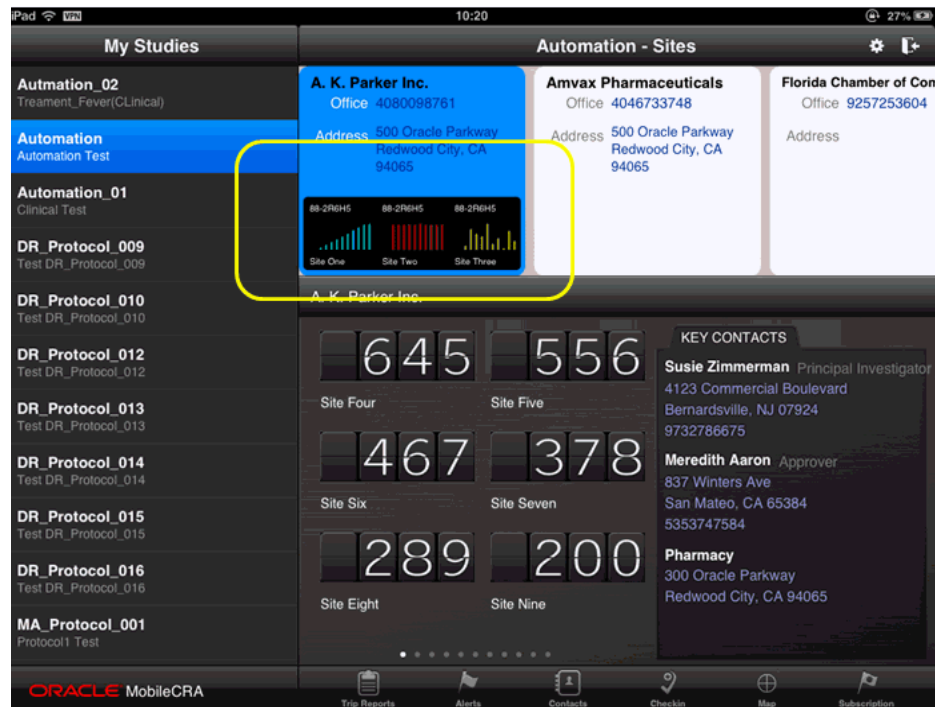 iPad VPN 10:20 27%
My Studies
Automation - Sites
Autmation_02
Treament_Fever(CLinical)
Automation
Automation Test
Automation_01
Clinical Test
DR_Protocol_009
Test DR_Protocol_009
DR_Protocol_010
Test DR_Protocol_010
DR_Protocol_012
Test DR_Protocol_012
DR_Protocol_013
Test DR_Protocol_013
DR_Protocol_014
Test DR_Protocol_014
DR_Protocol_015
Test DR_Protocol_015
DR_Protocol_016
Test DR_Protocol_016
MA_Protocol_001
Protocol1 Test
ORACLE MobileCRA
A. K. Parker Inc.
Office 4080098761
Address 500 Oracle Parkway
Redwood City, CA
94065
88-2R6H5 88-2R6H5 88-2R6H5
Site One Site Two Site Three
Amvax Pharmaceuticals
Office 4046733748
Address 500 Oracle Parkway
Redwood City, CA
94065
Florida Chamber of Com
Office 9257253604
Address
A. K. Parker Inc.
645 556
Site Four Site Five
467 378
Site Six Site Seven
289 200
Site Eight Site Nine
KEY CONTACTS
Susie Zimmerman Principal Investigator
4123 Commercial Boulevard
Bernardsville, NJ 07924
9732786675
Meredith Aaron Approver
837 Winters Ave
San Mateo, CA 65384
5353747584
Pharmacy
300 Oracle Parkway
Redwood City, CA 94065
Trip Reports Alerts Contacts Checkin Map Subscription